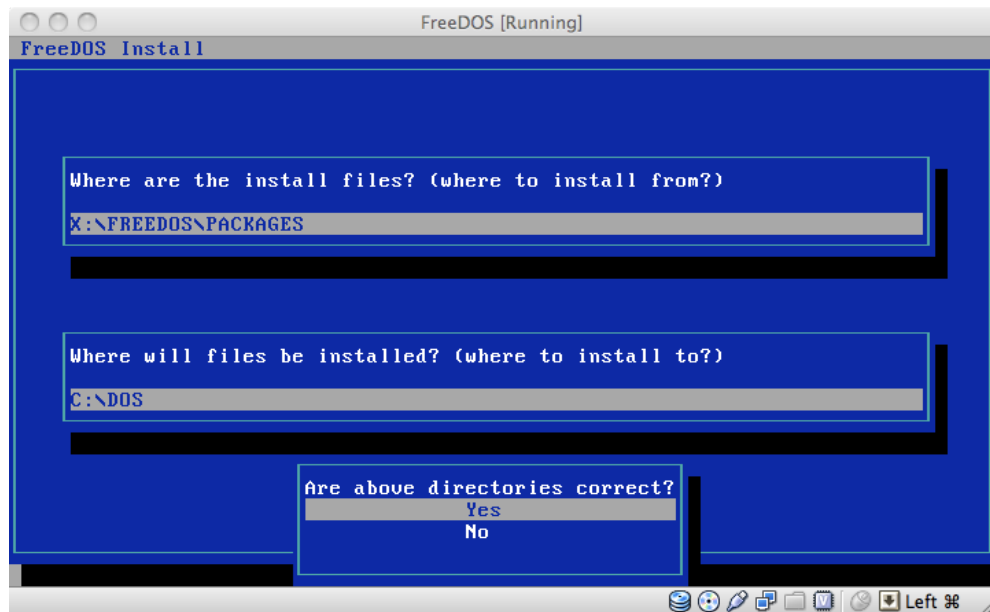 FreeDOS [Running]
FreeDOS Install
Where are the install files? (where to install from?)
X:\FREEDOS\PACKAGES
Where will files be installed? (where to install to?)
C:\DOS
Are above directories correct?
Yes
No
Left ⌘